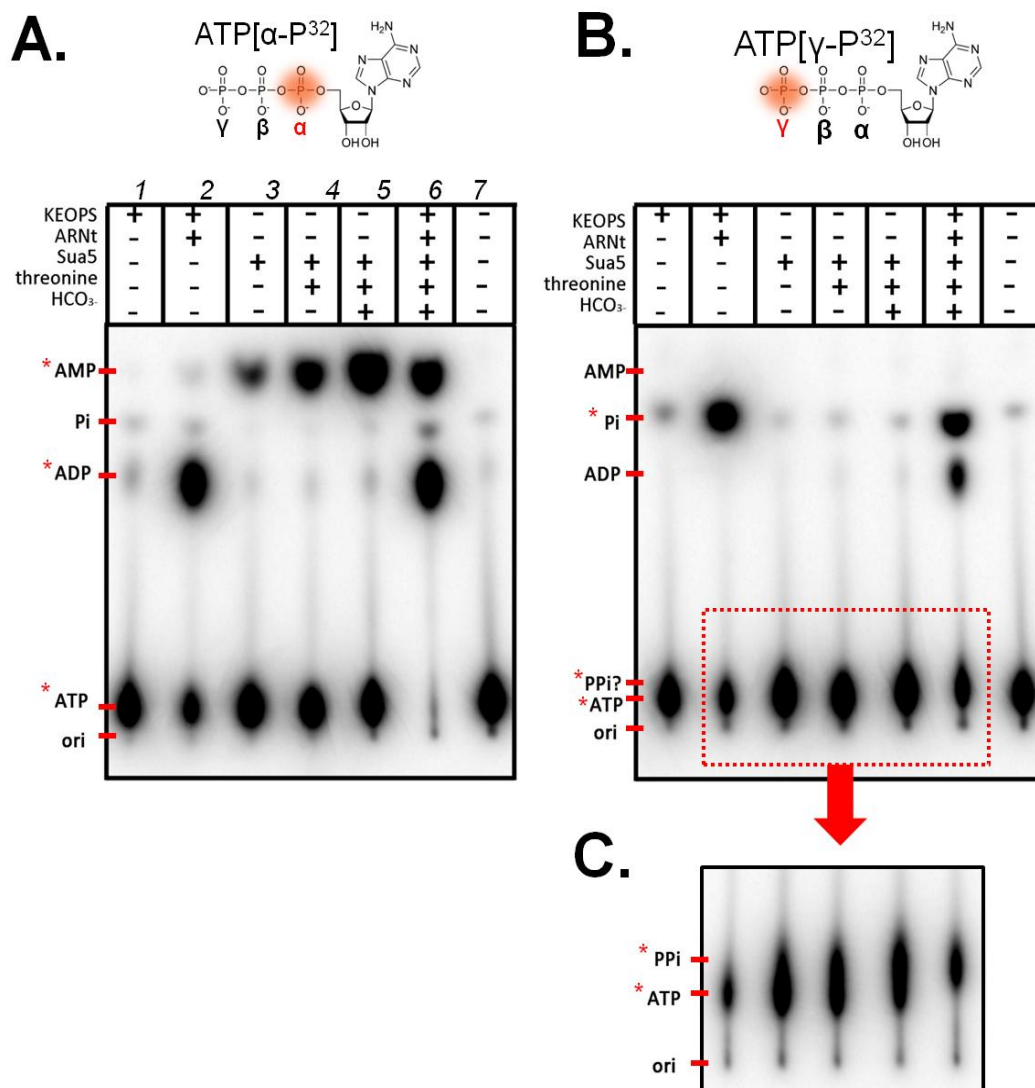 A.
ATP[α-P³²]
NH₂
N
N
N
N
O
O
O
O⁻
P
O
P
O
P
O
O
O⁻
O⁻
O⁻
γ
β
α
OH
OH
1 2 3 4 5 6 7
KEOPS + + - - - + -
ARNt - + - - - + -
Sua5 - - + + + + -
threonine - - - + + + -
HCO₃- - - - - + + -
* AMP
Pi
* ADP
* ATP
ori
B.
ATP[γ-P³²]
NH₂
N
N
N
N
O
O
O
O⁻
P
O
P
O
P
O
O
O⁻
O⁻
O⁻
γ
β
α
OH
OH
KEOPS + + - - - + -
ARNt - + - - - + -
Sua5 - - + + + + -
threonine - - - + + + -
HCO₃- - - - - + + -
AMP
* Pi
ADP
* PPi?
* ATP
ori
C.
* PPi
* ATP
ori